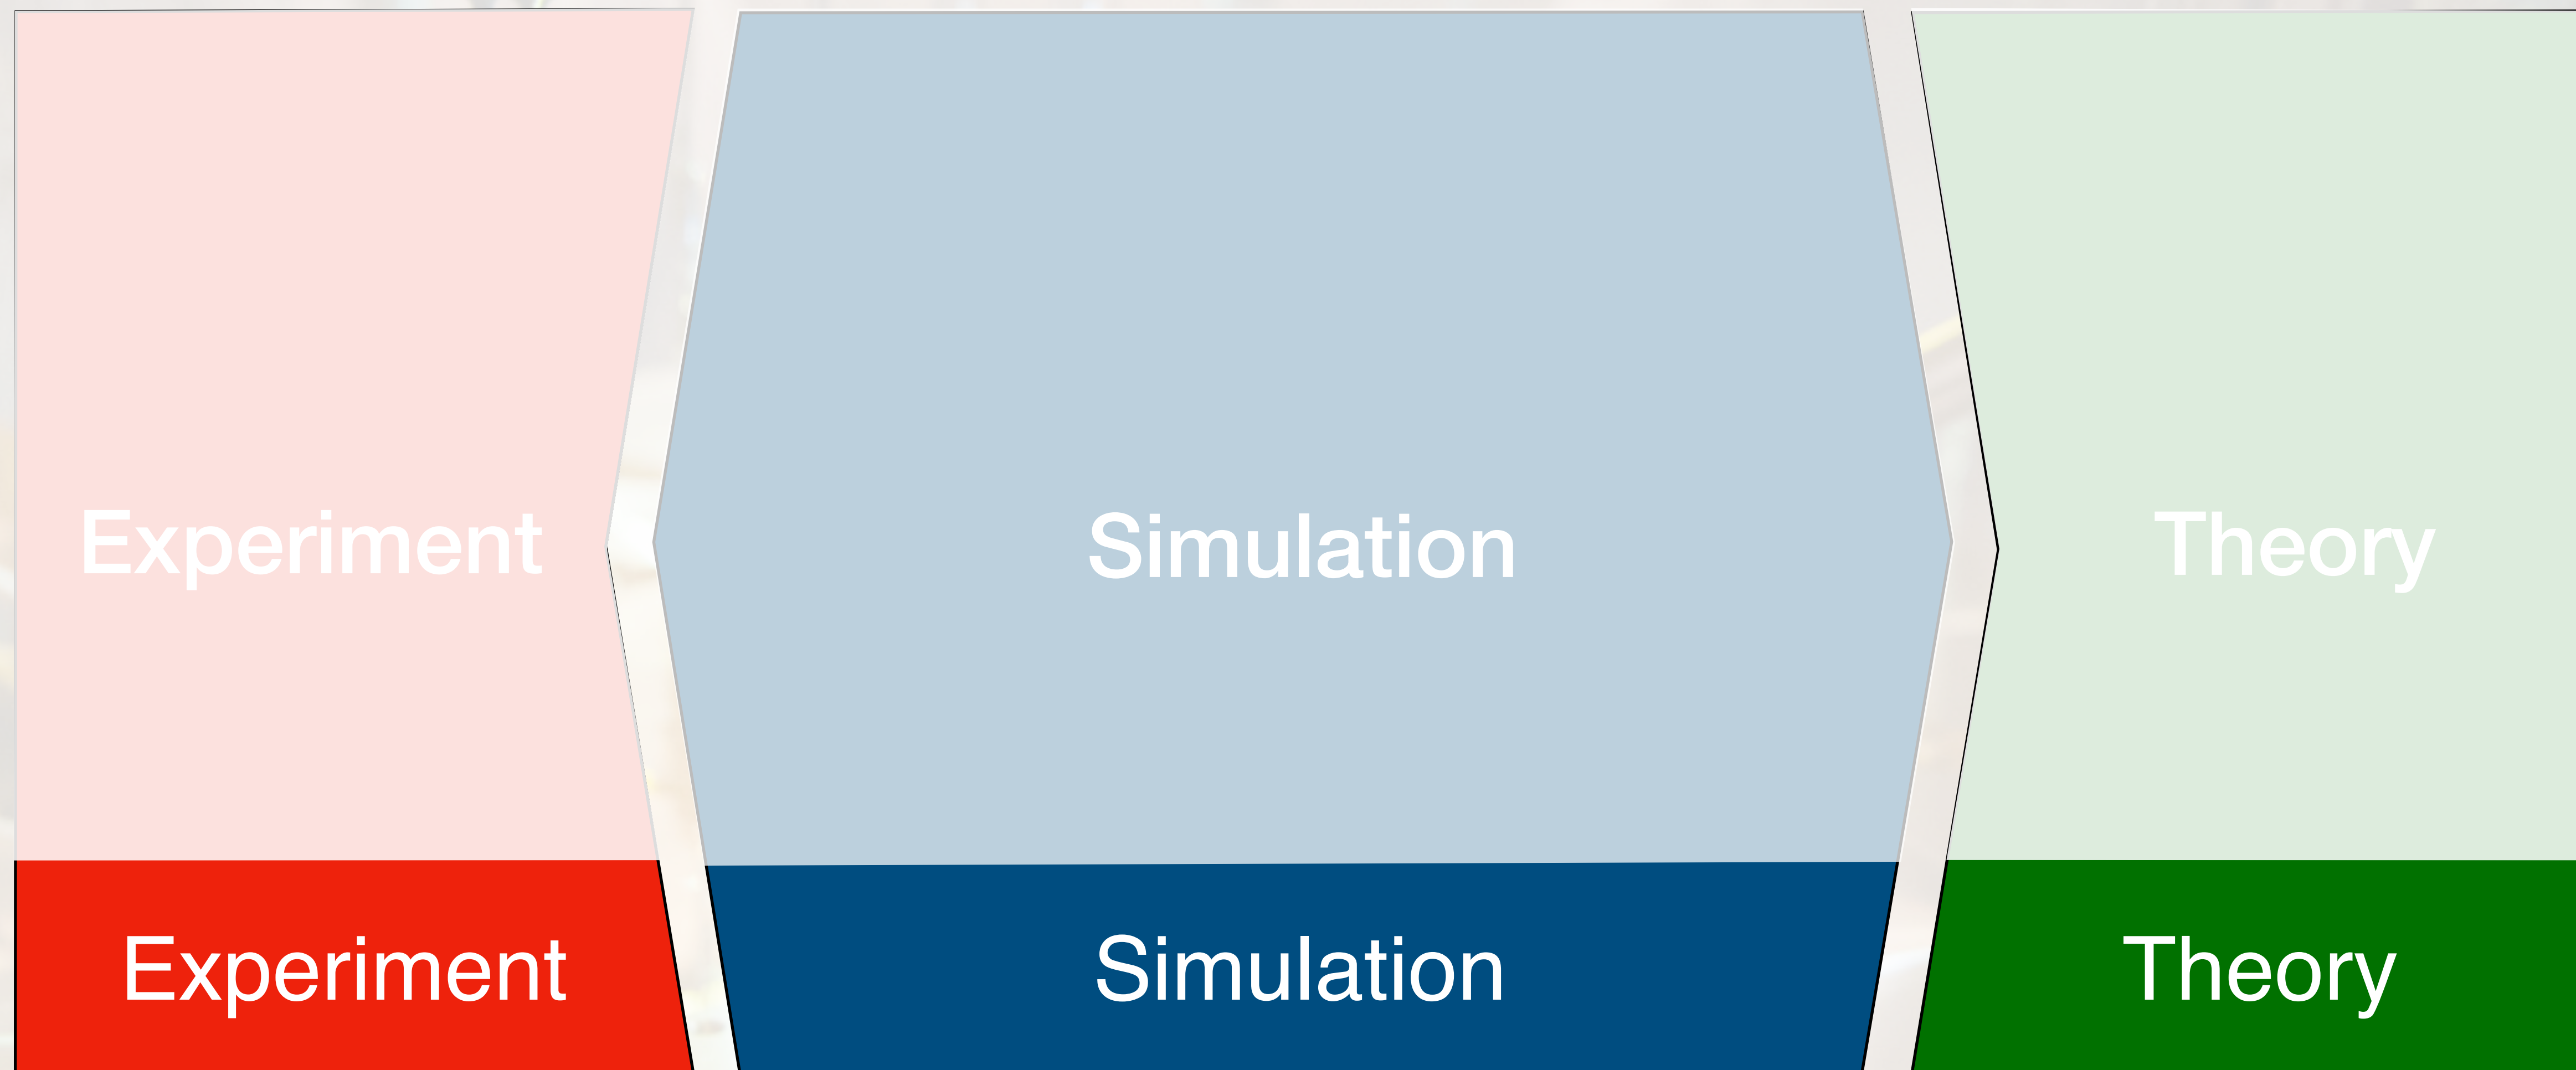 Experiment
Simulation
Theory
Experiment
Simulation
Theory